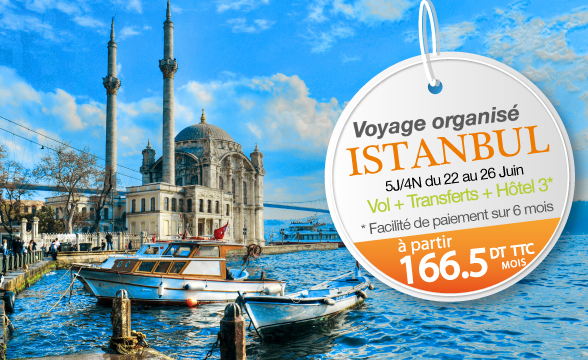 Voyage organisé
ISTANBUL
5J/4N du 22 au 26 Juin
Vol + Transferts + Hôtel 3*
* Facilité de paiement sur 6 mois
à partir
166.5 DT TTC
MOIS